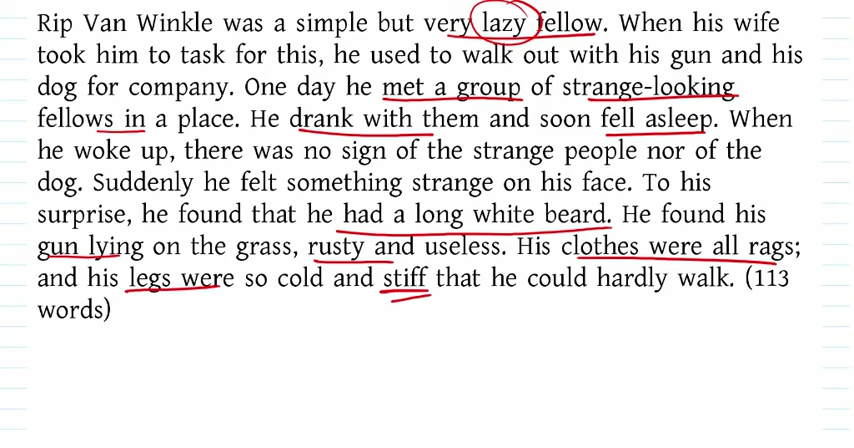 Rip Van Winkle was a simple but very lazy fellow. When his wife
took him to task for this, he used to walk out with his gun and his
dog for company. One day he met a group of strange-looking
fellows in a place. He drank with them and soon fell asleep. When
he woke up, there was no sign of the strange people nor of the
dog. Suddenly he felt something strange on his face. To his
surprise, he found that he had a long white beard. He found his
gun lying on the grass, rusty and useless. His clothes were all rags;
and his legs were so cold and stiff that he could hardly walk. (113
words)